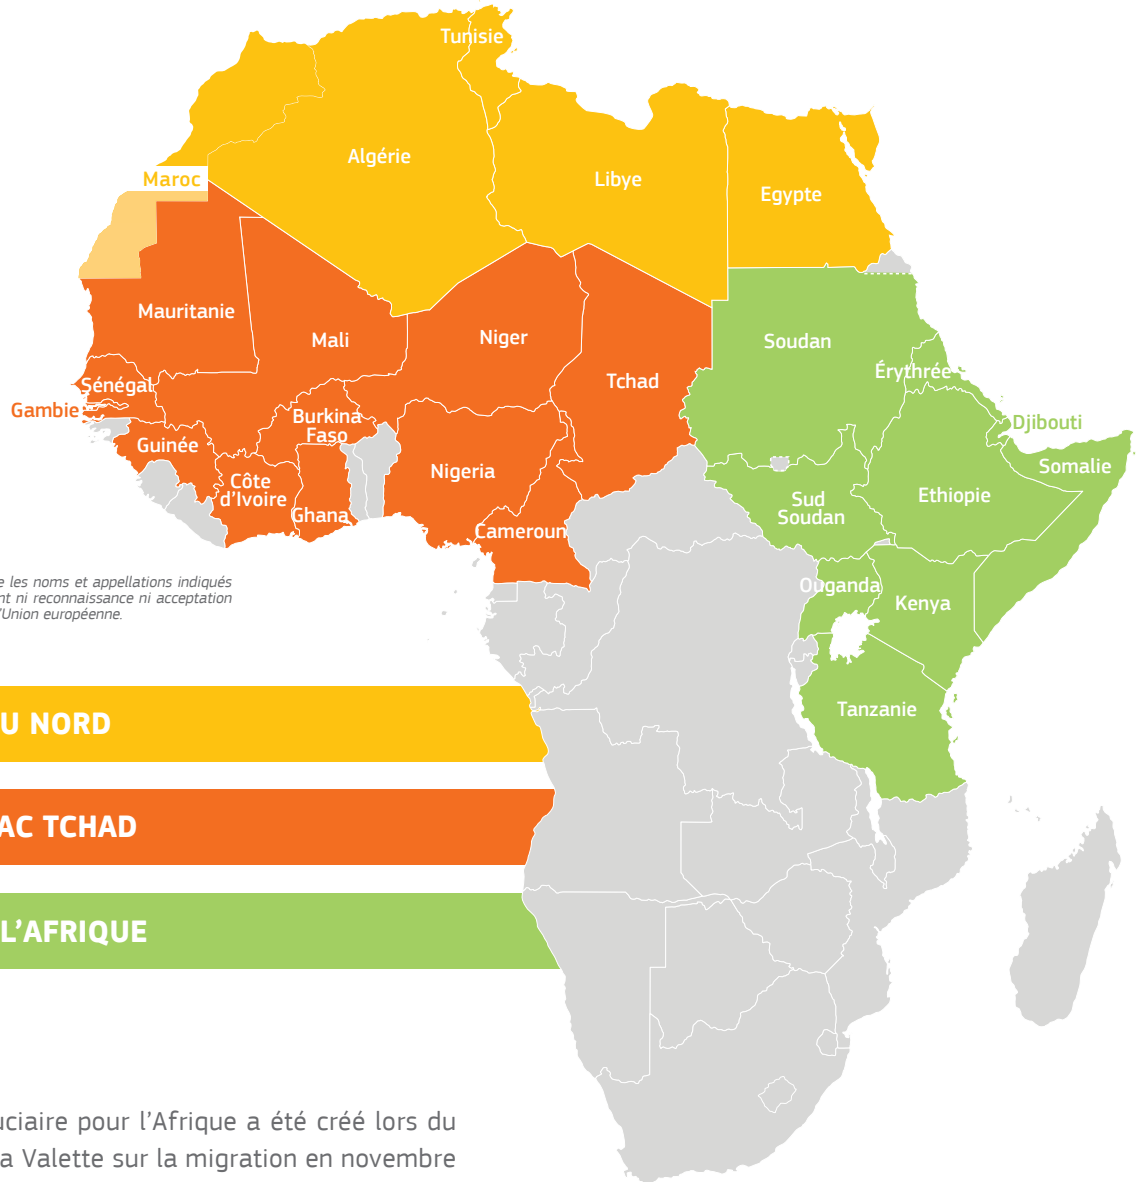 Tunisie
Algérie
Maroc
Libye
Egypte
Mauritanie
Mali
Niger
Tchad
Soudan
Érythrée
Sénégal
Gambie
Burkina
Faso
Djibouti
Guinée
Côte
d'Ivoire
Ghana
Nigeria
Cameroun
Sud
Soudan
Ethiopie
Somalie
Ouganda
Kenya
Tanzanie
les noms et appellations indiqués
ni reconnaissance ni acceptation
l'Union européenne.
U NORD
AC TCHAD
L'AFRIQUE
uciaire pour l'Afrique a été créé lors du
a Valette sur la migration en novembre